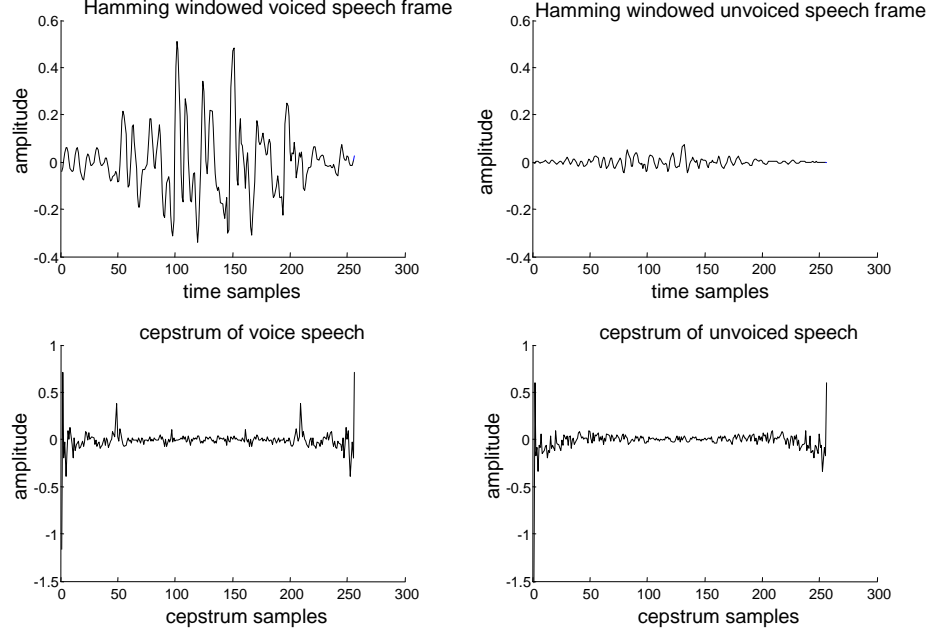 Hamming windowed voiced speech frame
0.6
0.4
0.2
0
-0.2
-0.4
amplitude
0 50 100 150 200 250 300
time samples
Hamming windowed unvoiced speech frame
0.6
0.4
0.2
0
-0.2
-0.4
amplitude
0 50 100 150 200 250 300
time samples
cepstrum of voice speech
1
0.5
0
-0.5
-1
-1.5
amplitude
0 50 100 150 200 250 300
cepstrum samples
cepstrum of unvoiced speech
1
0.5
0
-0.5
-1
-1.5
amplitude
0 50 100 150 200 250 300
cepstrum samples